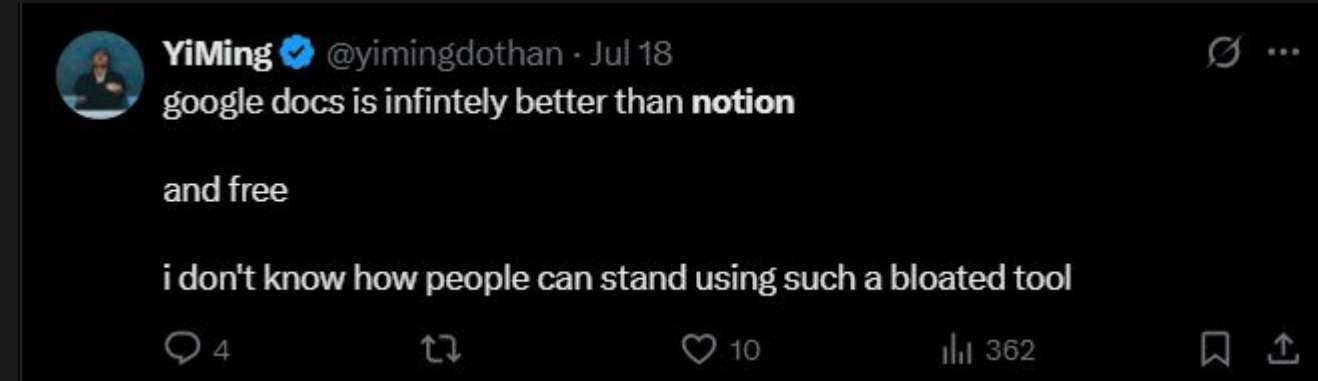 YiMing @yimingdothan · Jul 18
google docs is infintely better than notion
and free
i don't know how people can stand using such a bloated tool
4 10 362